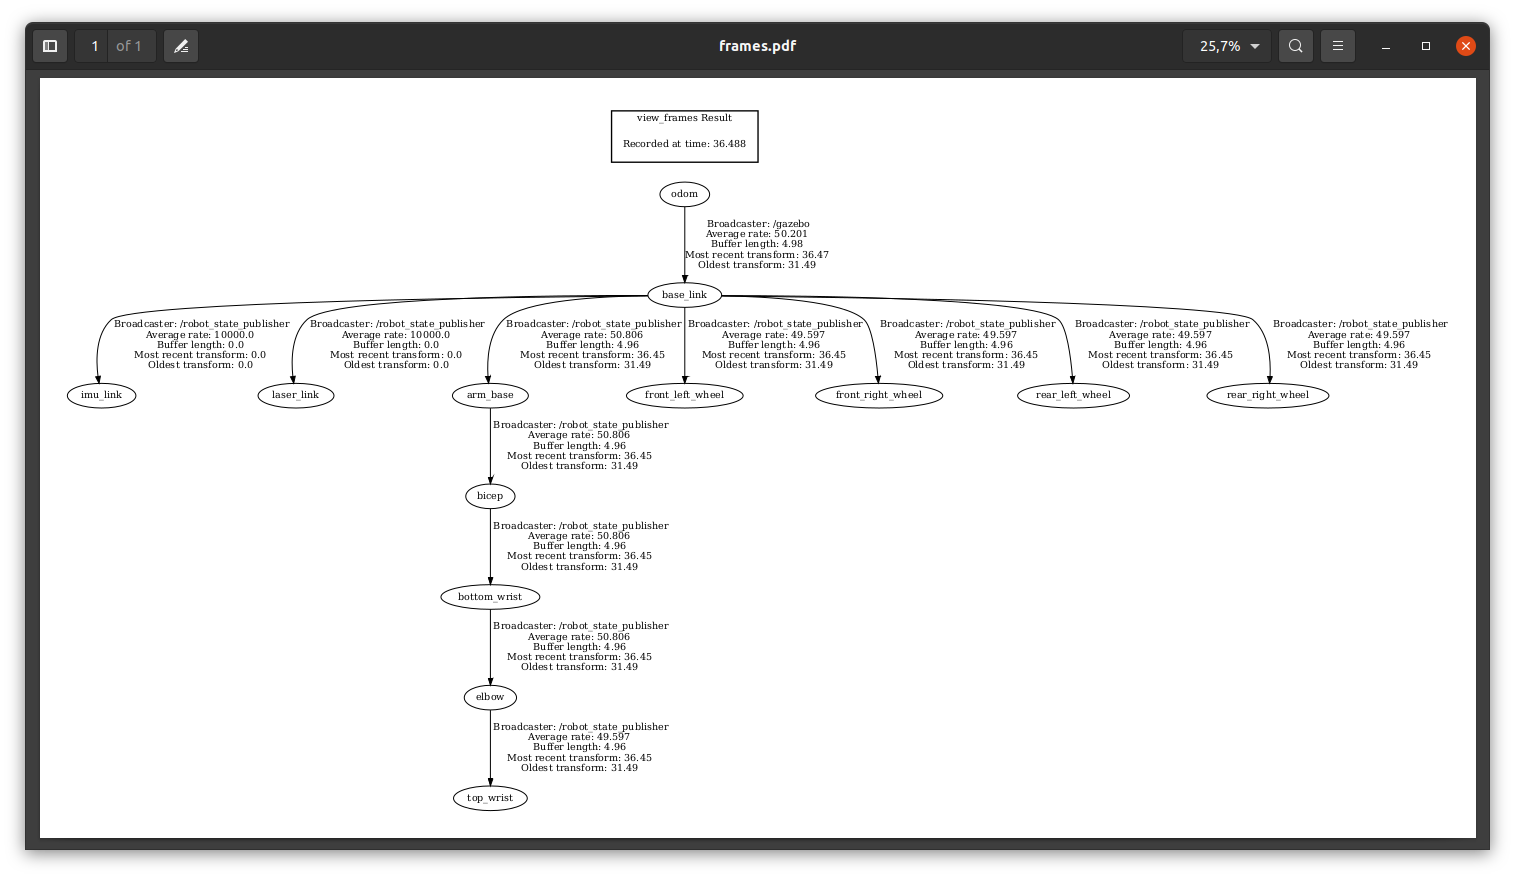 1 of 1
frames.pdf
25,7%
view_frames Result
Recorded at time: 36.488
odom
Broadcaster: /gazebo
Average rate: 50.201
Buffer length: 4.98
Most recent transform: 36.47
Oldest transform: 31.49
base_link
Broadcaster: /robot_state_publisher
Average rate: 10000.0
Buffer length: 0.0
Most recent transform: 0.0
Oldest transform: 0.0
Broadcaster: /robot_state_publisher
Average rate: 10000.0
Buffer length: 0.0
Most recent transform: 0.0
Oldest transform: 0.0
Broadcaster: /robot_state_publisher
Average rate: 50.806
Buffer length: 4.96
Most recent transform: 36.45
Oldest transform: 31.49
Broadcaster: /robot_state_publisher
Average rate: 49.597
Buffer length: 4.96
Most recent transform: 36.45
Oldest transform: 31.49
Broadcaster: /robot_state_publisher
Average rate: 49.597
Buffer length: 4.96
Most recent transform: 36.45
Oldest transform: 31.49
Broadcaster: /robot_state_publisher
Average rate: 49.597
Buffer length: 4.96
Most recent transform: 36.45
Oldest transform: 31.49
Broadcaster: /robot_state_publisher
Average rate: 49.597
Buffer length: 4.96
Most recent transform: 36.45
Oldest transform: 31.49
imu_link
laser_link
arm_base
front_left_wheel
front_right_wheel
rear_left_wheel
rear_right_wheel
Broadcaster: /robot_state_publisher
Average rate: 50.806
Buffer length: 4.96
Most recent transform: 36.45
Oldest transform: 31.49
bicep
Broadcaster: /robot_state_publisher
Average rate: 50.806
Buffer length: 4.96
Most recent transform: 36.45
Oldest transform: 31.49
bottom_wrist
Broadcaster: /robot_state_publisher
Average rate: 50.806
Buffer length: 4.96
Most recent transform: 36.45
Oldest transform: 31.49
elbow
Broadcaster: /robot_state_publisher
Average rate: 49.597
Buffer length: 4.96
Most recent transform: 36.45
Oldest transform: 31.49
top_wrist